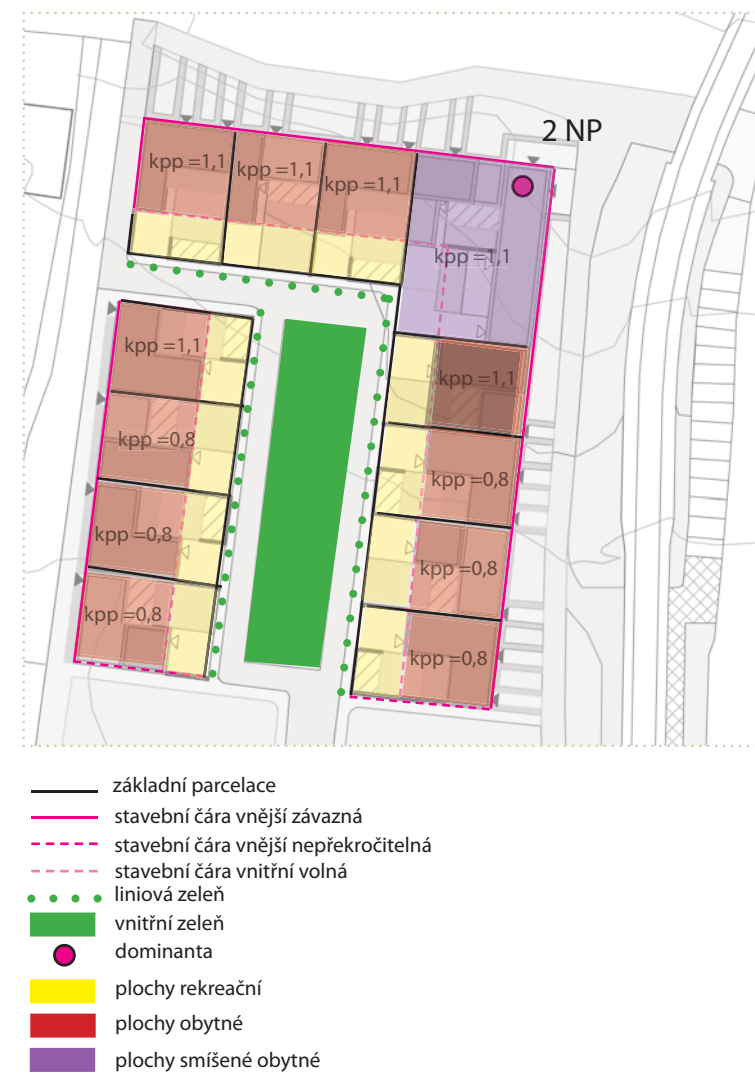 2 NP
kpp =1,1
kpp =1,1
kpp =1,1
kpp =1,1
kpp =1,1
kpp =1,1
kpp =0,8
kpp =0,8
kpp =0,8
kpp =0,8
kpp =0,8
kpp =0,8
základní parcelace
stavební čára vnější závazná
stavební čára vnější nepřekročitelná
stavební čára vnitřní volná
liniová zeleň
vnitřní zeleň
dominanta
plochy rekreační
plochy obytné
plochy smíšené obytné